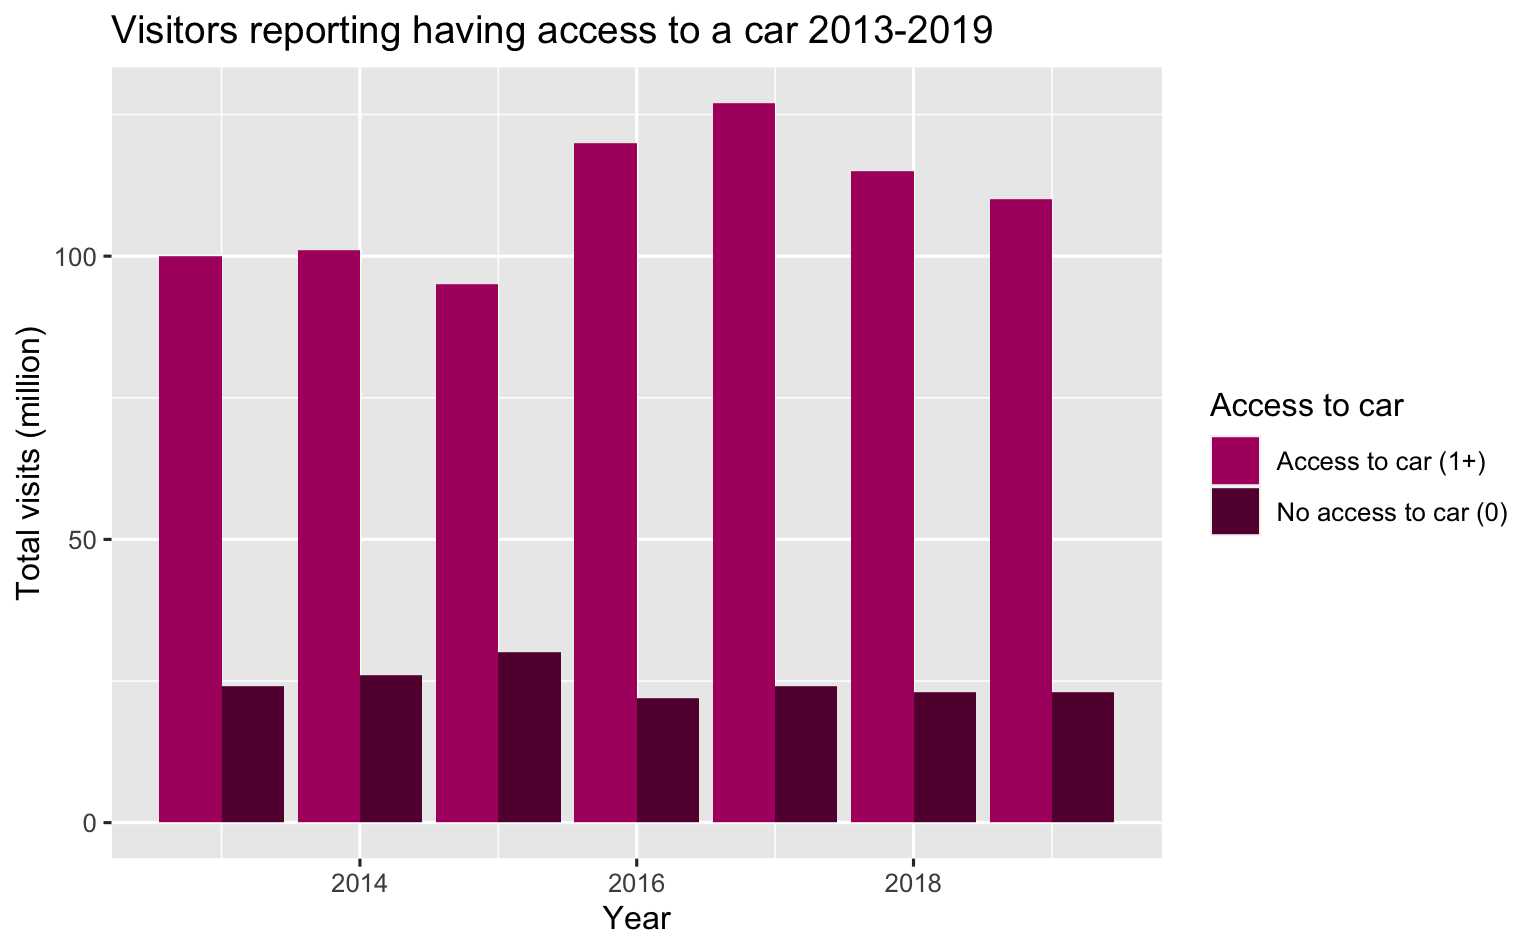 Visitors reporting having access to a car 2013-2019
Total visits (million)
100
50
0
2014
2016
2018
Year
Access to car
Access to car (1+)
No access to car (0)